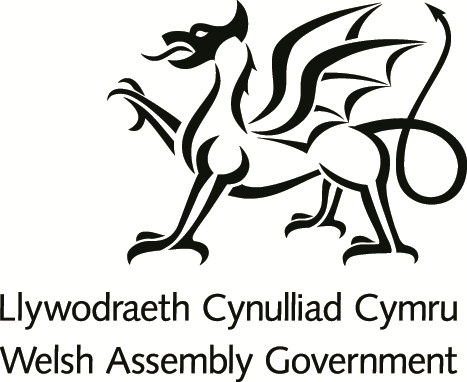 Llywodraeth Cynulliad Cymru
Welsh Assembly Government